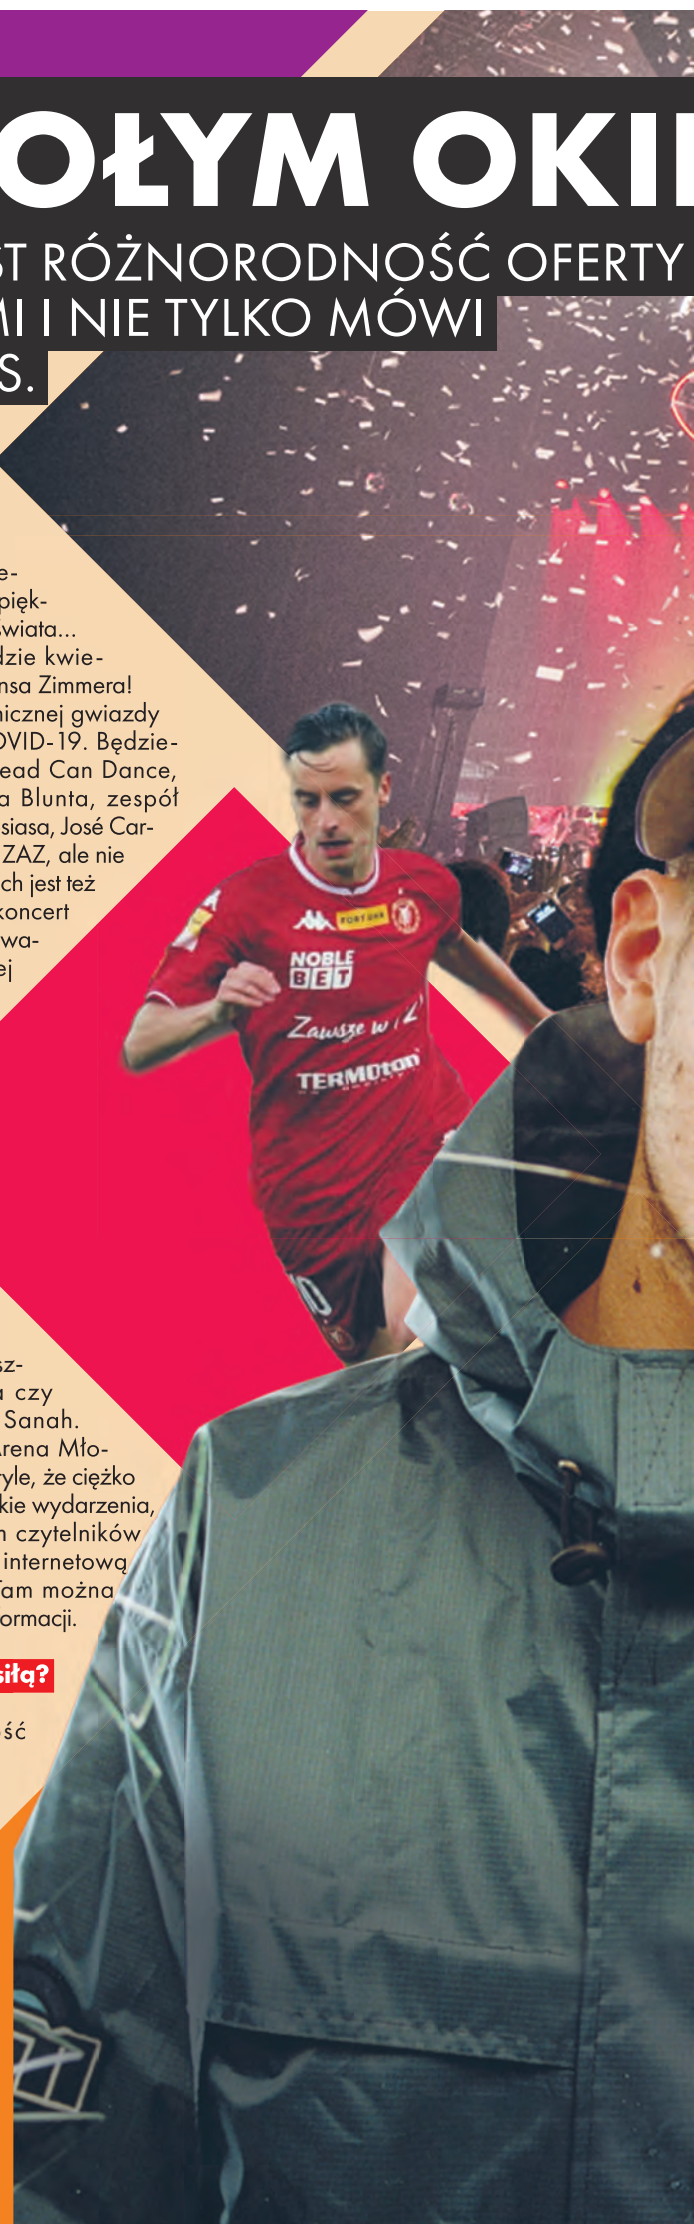 OŁYM OKI
ST RÓŻNORODNOŚĆ OFERTY
MI I NIE TYLKO MÓWI
S.
e-
pięk-
świata...
dzie kwie-
nsa Zimmera!
nicznej gwiazdy
OVID-19. Będzie-
ead Can Dance,
a Blunta, zespół
siasa, José Car-
ZAZ, ale nie
ch jest też
koncert
wa-
ej
FORTUNA
NOBLE
BET
Zawsze w
TERMOton
10
sz-
a czy
Sanah.
Arena Mło-
tyle, że ciężko
kie wydarzenia,
n czytelników
internetową
Tam można
formacji.
siłą?
ość